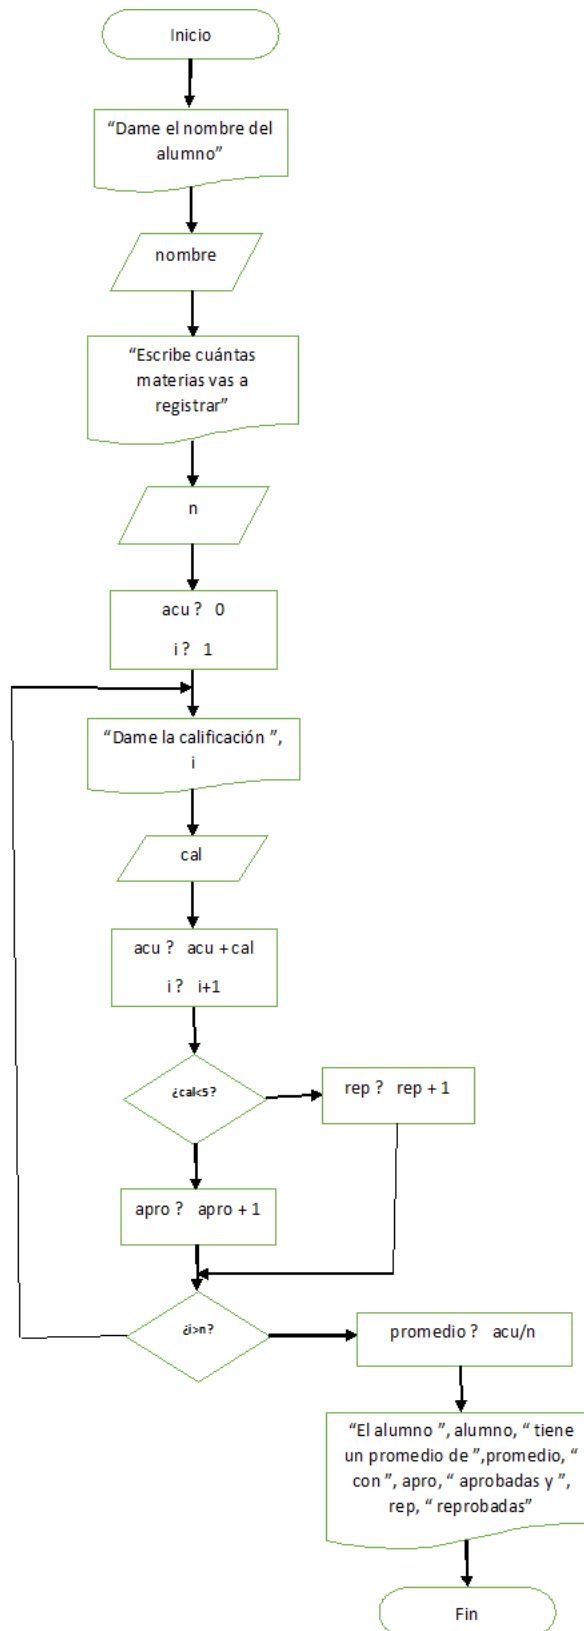 Inicio
“Dame el nombre del
alumno”
nombre
“Escribe cuántas
materias vas a
registrar”
n
acu ? 0
i ? 1
“Dame la calificación ”,
i
cal
acu ? acu + cal
i ? i+1
¿cal<5?
rep ? rep + 1
apro ? apro + 1
¿i>n?
promedio ? acu/n
“El alumno ”, alumno, “ tiene
un promedio de ”,promedio, “
con ”, apro, “ aprobadas y ”,
rep, “ reprobadas”
Fin